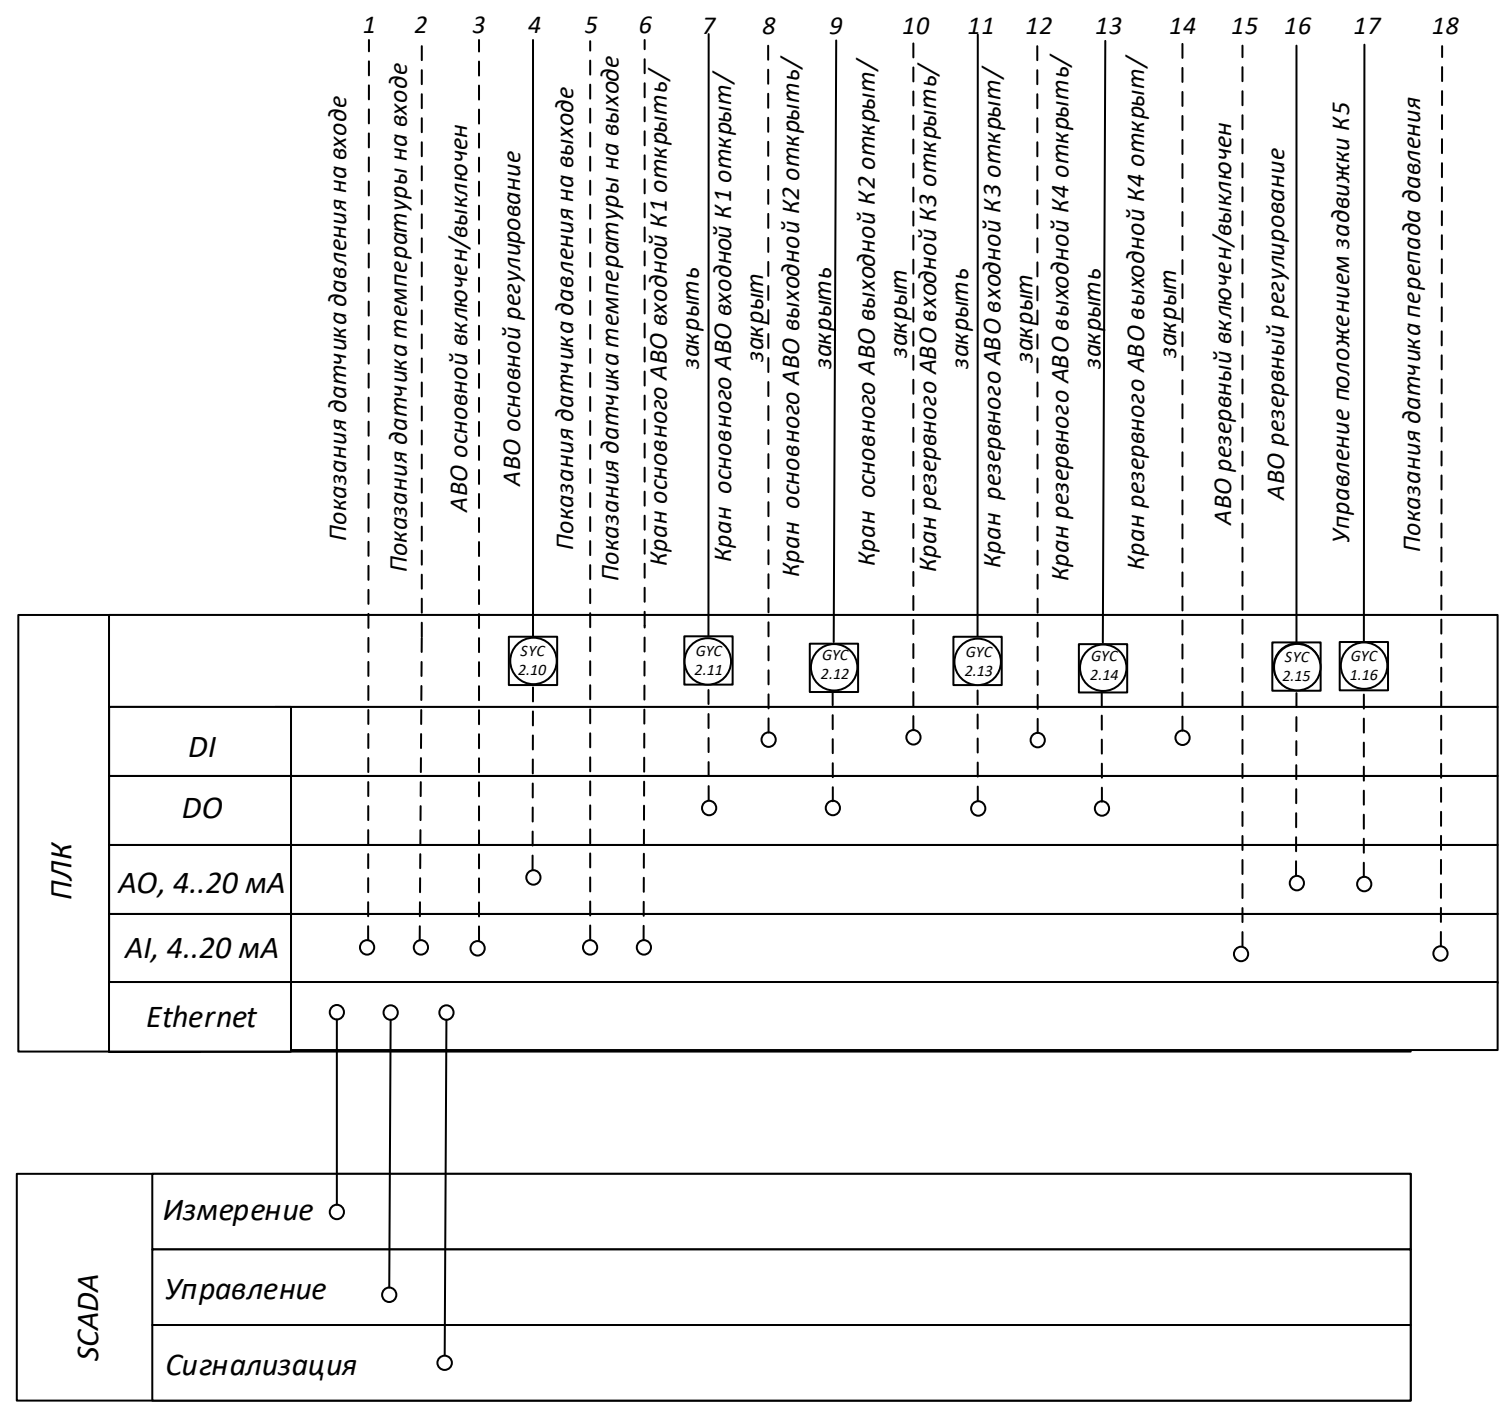 1 2 3 4 5 6 7 8 9 10 11 12 13 14 15 16 17 18
Показания датчика давления на входе
Показания датчика температуры на входе
АВО основной включен/выключен
АВО основной регулирование
Показания датчика давления на выходе
Показания датчика температуры на выходе
Кран основного АВО входной К1 открыть/
закрыть
Кран основного АВО входной К1 открыт/
закрыт
Кран основного АВО выходной К2 открыть/
закрыть
Кран основного АВО выходной К2 открыт/
закрыт
Кран резервного АВО входной К3 открыть/
закрыть
Кран резервного АВО входной К3 открыт/
закрыт
Кран резервного АВО выходной К4 открыть/
закрыть
Кран резервного АВО выходной К4 открыт/
закрыт
АВО резервный включен/выключен
АВО резервный регулирование
Управление положением задвижки К5
Показания датчика перепада давления
ПЛК
SYC
2.10
GYC
2.11
GYC
2.12
GYC
2.13
GYC
2.14
SYC
2.15
GYC
1.16
DI
DO
AO, 4..20 мА
AI, 4..20 мА
Ethernet
SCADA
Измерение
Управление
Сигнализация